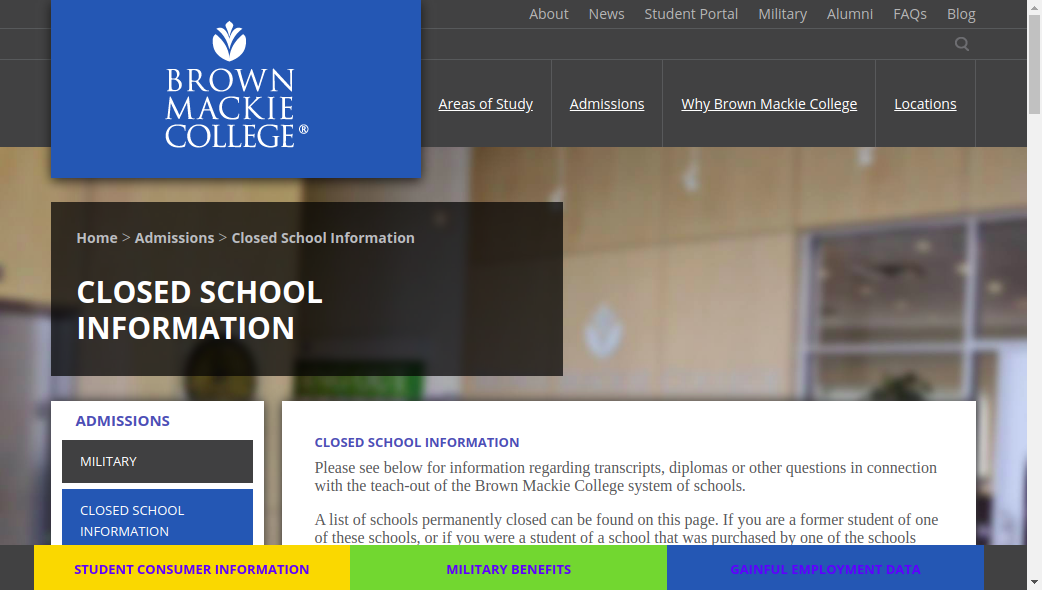 About News Student Portal Military Alumni FAQs Blog
BROWN
MACKIE
COLLEGE®
Areas of Study Admissions Why Brown Mackie College Locations
Home > Admissions > Closed School Information
CLOSED SCHOOL
INFORMATION
ADMISSIONS
MILITARY
CLOSED SCHOOL
INFORMATION
CLOSED SCHOOL INFORMATION
Please see below for information regarding transcripts, diplomas or other questions in connection
with the teach-out of the Brown Mackie College system of schools.
A list of schools permanently closed can be found on this page. If you are a former student of one
of these schools, or if you were a student of a school that was purchased by one of the schools
STUDENT CONSUMER INFORMATION MILITARY BENEFITS GAINFUL EMPLOYMENT DATA